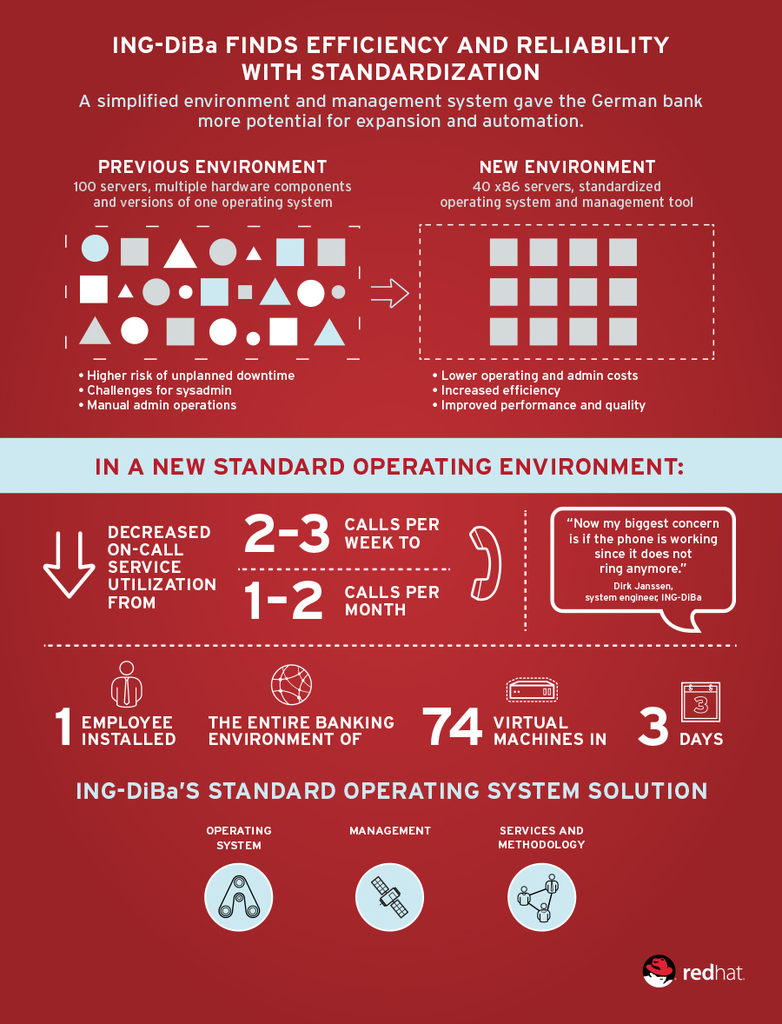 ING-DiBa FINDS EFFICIENCY AND RELIABILITY
WITH STANDARDIZATION
A simplified environment and management system gave the German bank
more potential for expansion and automation.
PREVIOUS ENVIRONMENT
100 servers, multiple hardware components
and versions of one operating system
NEW ENVIRONMENT
40 x86 servers, standardized
operating system and management tool
• Higher risk of unplanned downtime
• Challenges for sysadmin
• Manual admin operations
• Lower operating and admin costs
• Increased efficiency
• Improved performance and quality
IN A NEW STANDARD OPERATING ENVIRONMENT:
DECREASED
ON-CALL
SERVICE
UTILIZATION
FROM
2-3 CALLS PER
WEEK TO
1-2 CALLS PER
MONTH
“Now my biggest concern
is if the phone is working
since it does not
ring anymore.”
Dirk Janssen,
system engineer, ING-DiBa
1 EMPLOYEE
INSTALLED
THE ENTIRE BANKING
ENVIRONMENT OF
74 VIRTUAL
MACHINES IN
3
3 DAYS
ING-DiBa’S STANDARD OPERATING SYSTEM SOLUTION
OPERATING
SYSTEM
MANAGEMENT
SERVICES AND
METHODOLOGY
redhat.